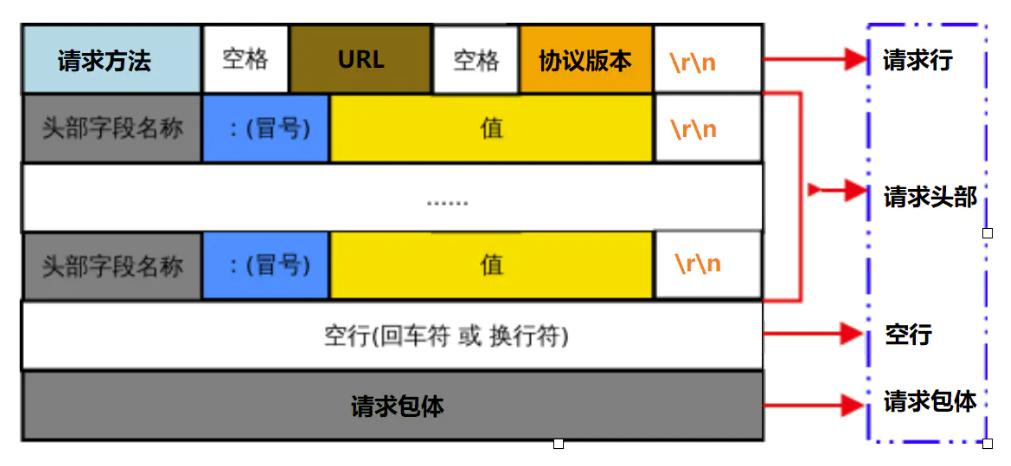 请求方法 空格 URL 空格 协议版本 \r\n 请求行
头部字段名称 :(冒号) 值 \r\n
...... 请求头部
头部字段名称 :(冒号) 值 \r\n
空行(回车符 或 换行符) 空行
请求包体 请求包体